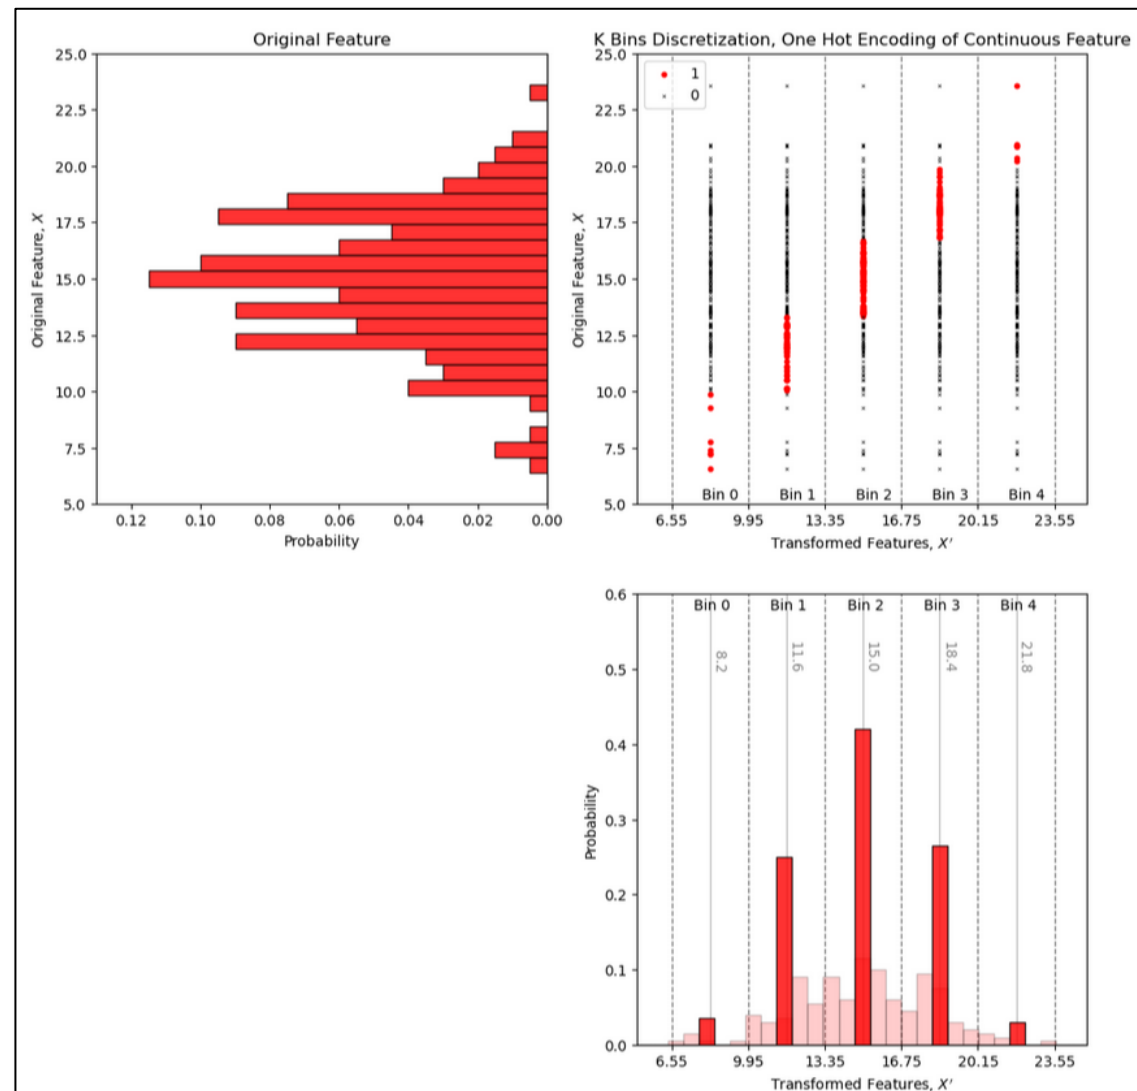 Original Feature
25.0
22.5
20.0
17.5
15.0
12.5
10.0
7.5
5.0
Original Feature, X
0.12 0.10 0.08 0.06 0.04 0.02 0.00
Probability
K Bins Discretization, One Hot Encoding of Continuous Feature
1
0
25.0
22.5
20.0
17.5
15.0
12.5
10.0
7.5
5.0
Original Feature, X
Bin 0 Bin 1 Bin 2 Bin 3 Bin 4
6.55 9.95 13.35 16.75 20.15 23.55
Transformed Features, X′
Bin 0 Bin 1 Bin 2 Bin 3 Bin 4
8.2 11.6 15.0 18.4 21.8
0.6
0.5
0.4
0.3
0.2
0.1
0.0
Probability
6.55 9.95 13.35 16.75 20.15 23.55
Transformed Features, X′